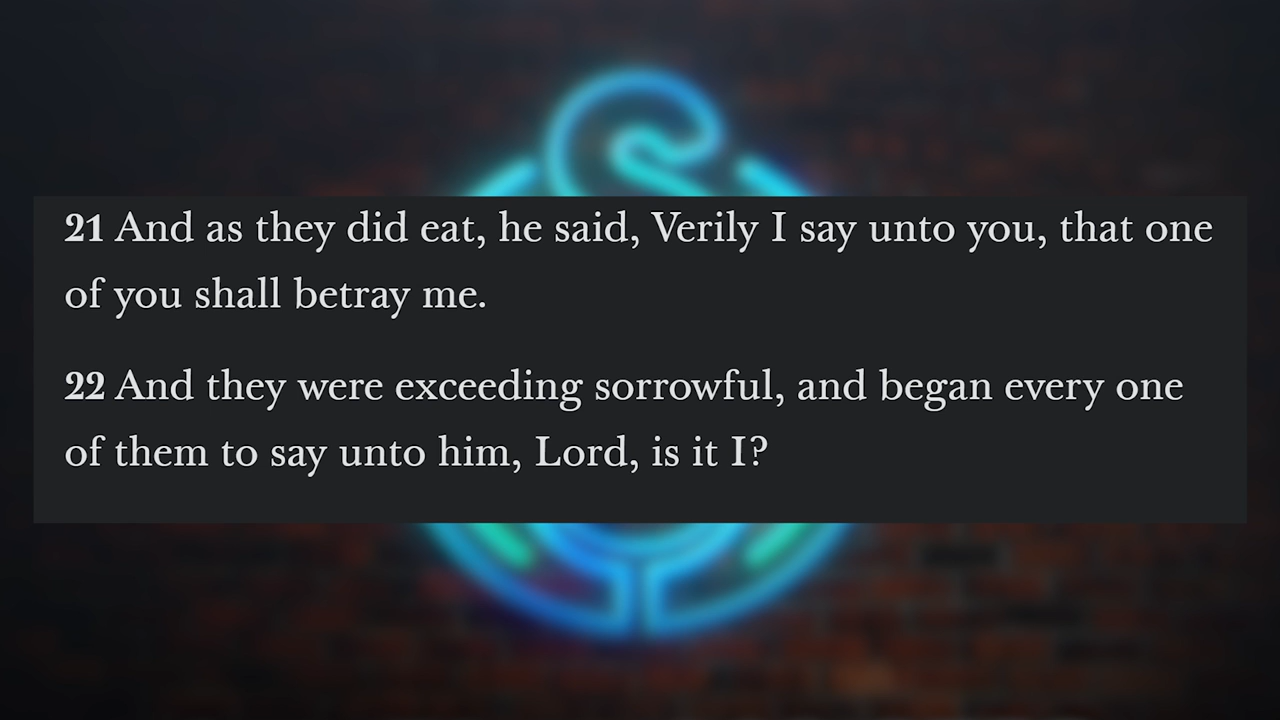 21 And as they did eat, he said, Verily I say unto you, that one
of you shall betray me.
22 And they were exceeding sorrowful, and began every one
of them to say unto him, Lord, is it I?